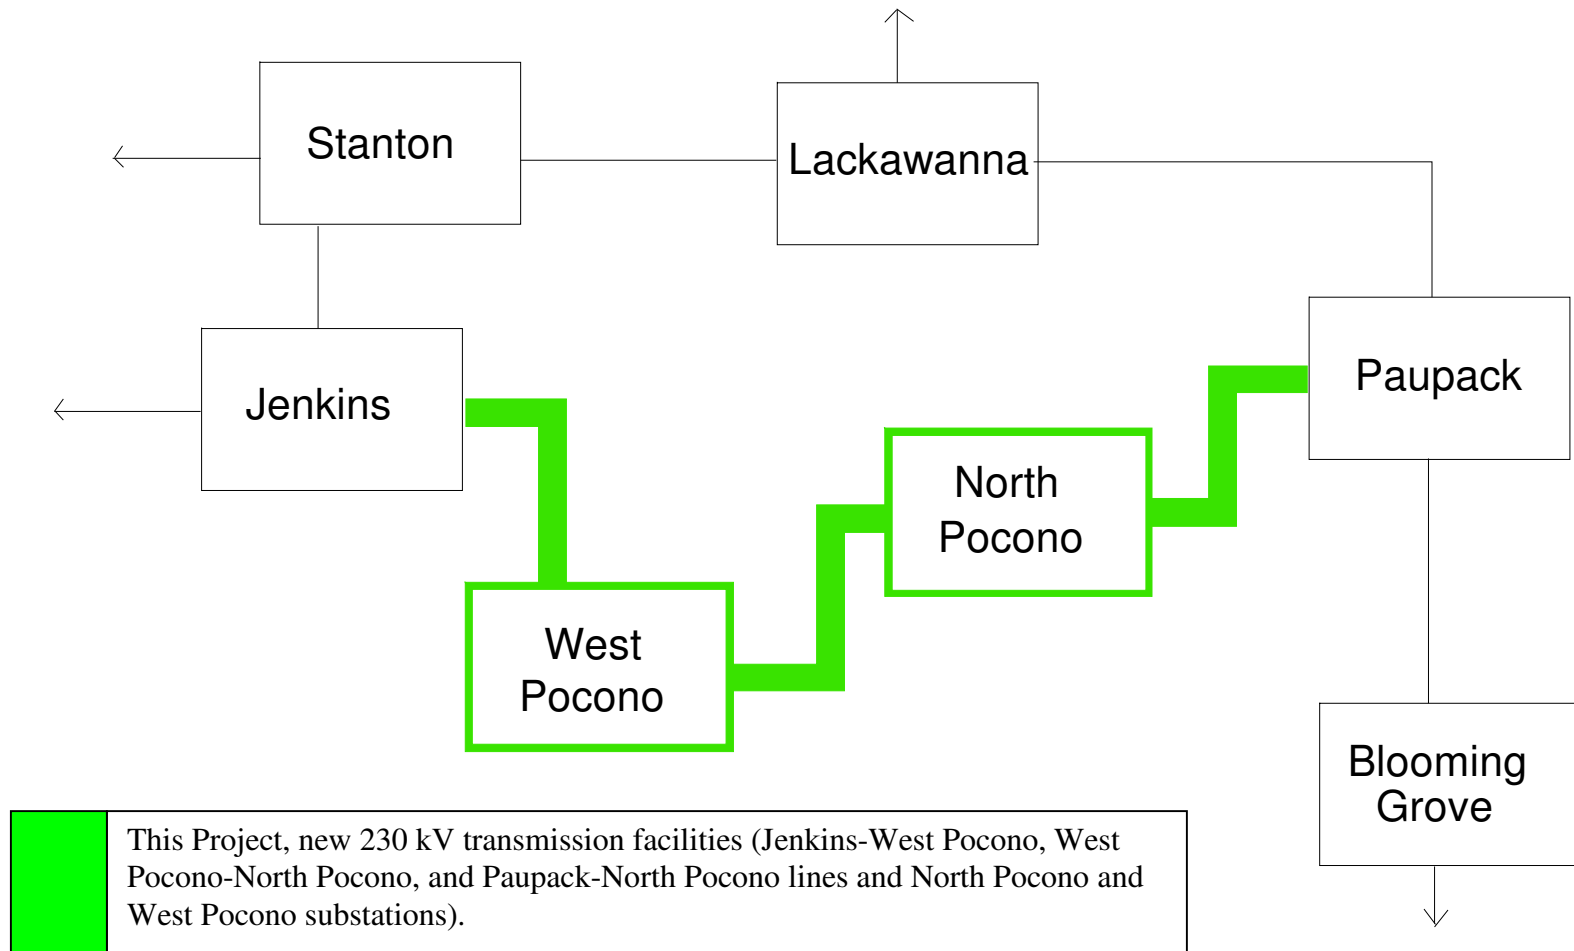 Stanton
Lackawanna
Jenkins
Paupack
North
Pocono
West
Pocono
Blooming
Grove
This Project, new 230 kV transmission facilities (Jenkins-West Pocono, West
Pocono-North Pocono, and Paupack-North Pocono lines and North Pocono and
West Pocono substations).